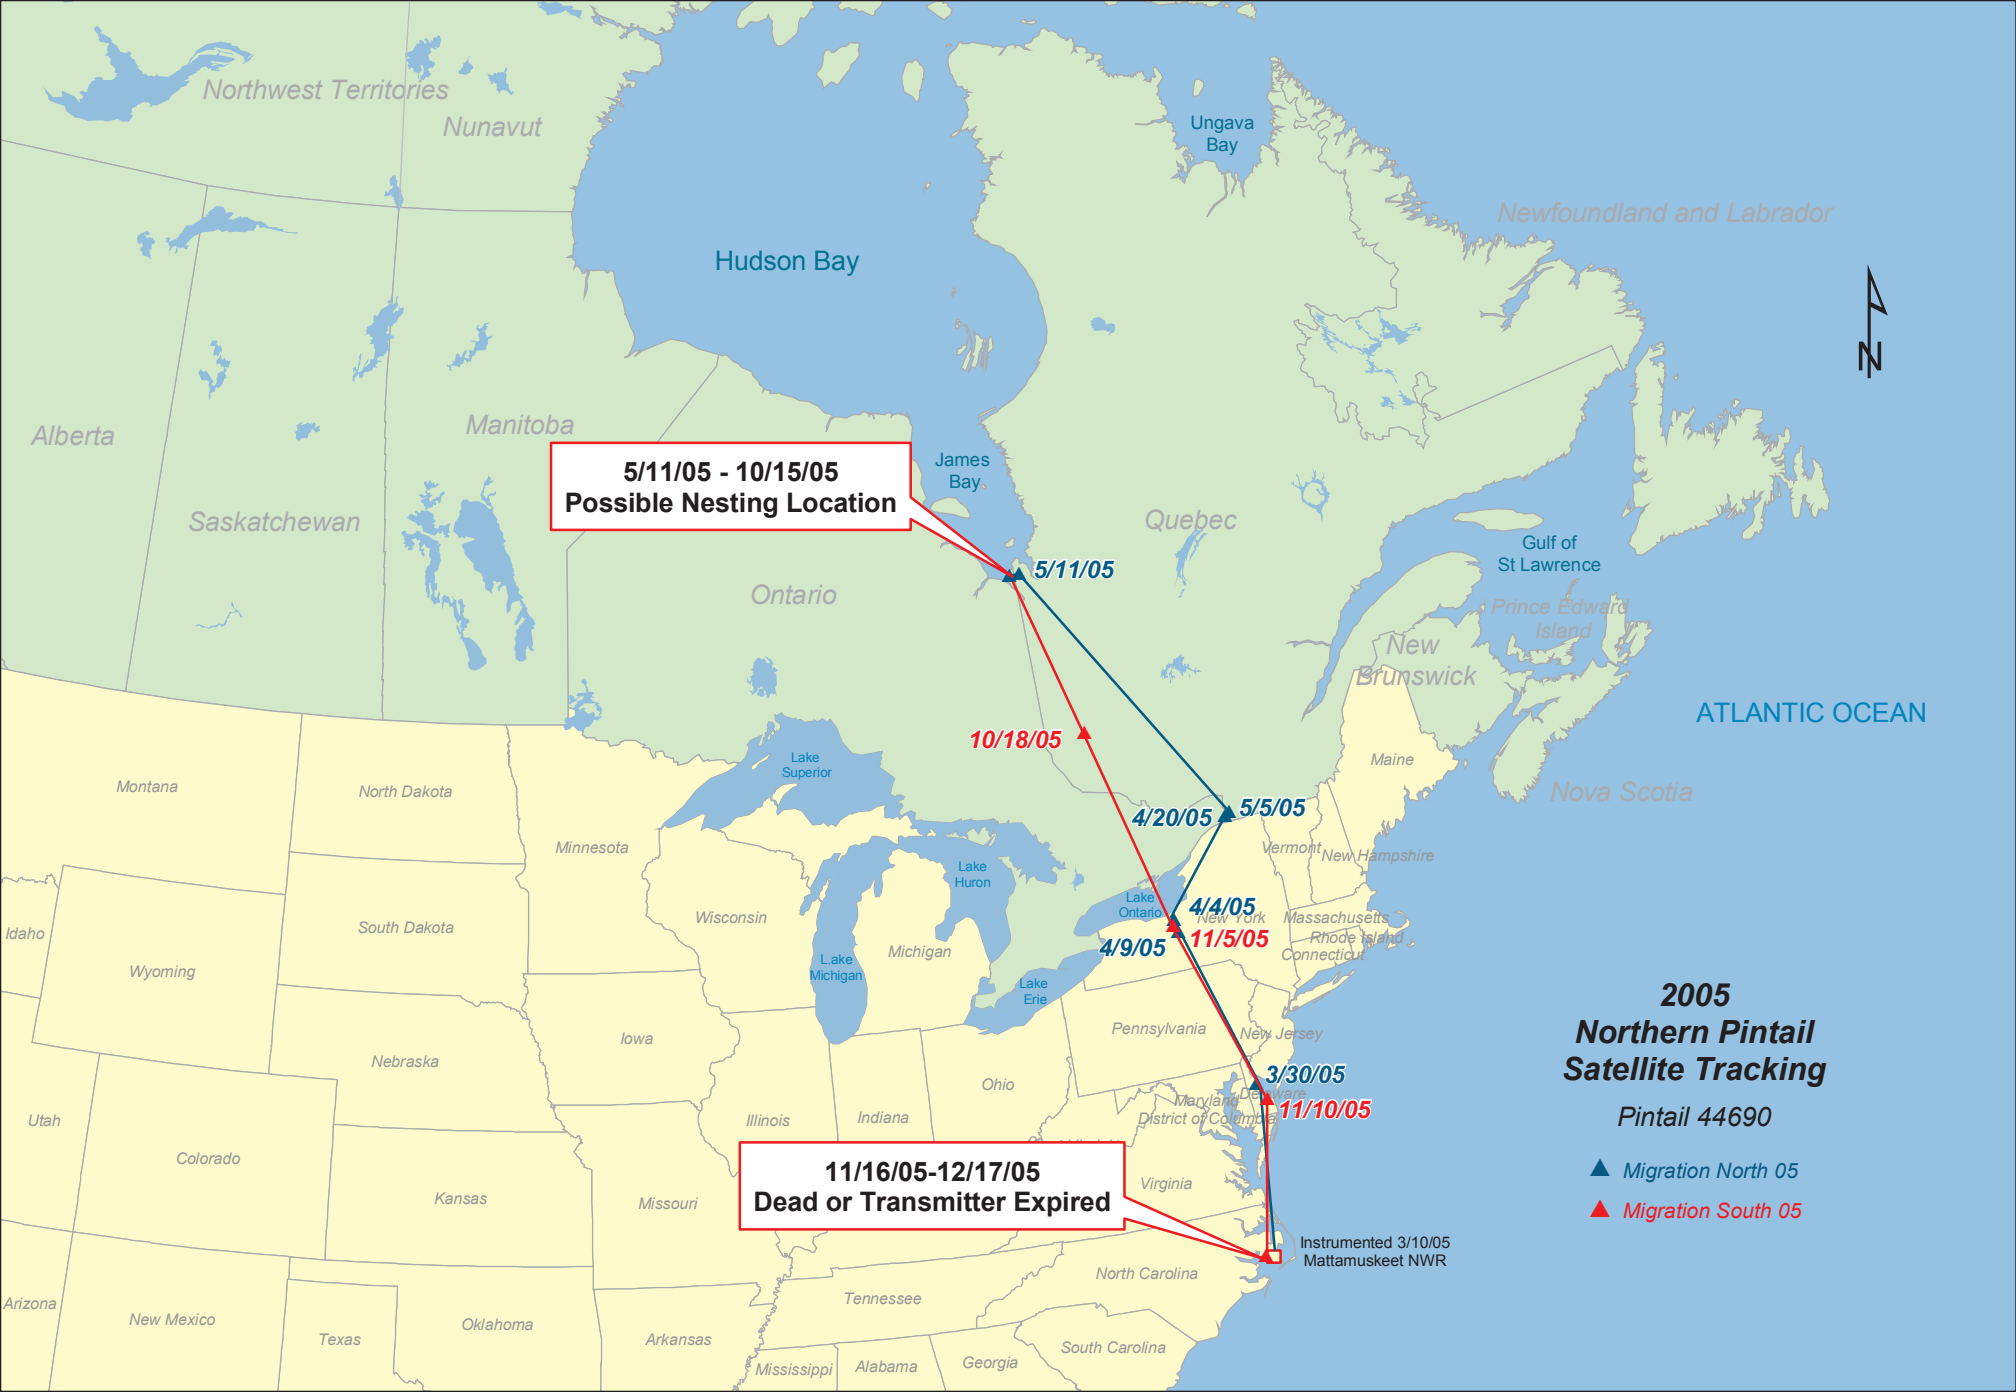 Northwest Territories
Nunavut
Ungava
Bay
Newfoundland and Labrador
Hudson Bay
N
Alberta
Manitoba
5/11/05 - 10/15/05
Possible Nesting Location
James
Bay
Saskatchewan
Quebec
Gulf of
St Lawrence
5/11/05
Ontario
Prince Edward
Island
New
Brunswick
ATLANTIC OCEAN
10/18/05
Lake
Superior
Maine
Montana
North Dakota
Nova Scotia
4/20/05
5/5/05
Minnesota
Vermont
New Hampshire
Lake
Huron
Lake
Ontario
4/4/05
New York
Massachusetts
Wisconsin
South Dakota
Idaho
Michigan
4/9/05
11/5/05
Rhode Island
Connecticut
L.ake
Michigan
Wyoming
Lake
Erie
2005
Northern Pintail
Satellite Tracking
Pintail 44690
Migration North 05
Migration South 05
Pennsylvania
New Jersey
Iowa
Nebraska
Ohio
3/30/05
Delaware
Maryland
11/10/05
District of Columbia
Utah
Illinois
Indiana
Colorado
11/16/05-12/17/05
Dead or Transmitter Expired
Virginia
Kansas
Missouri
Instrumented 3/10/05
Mattamuskeet NWR
North Carolina
Arizona
New Mexico
Texas
Oklahoma
Tennessee
Arkansas
South Carolina
Mississippi
Alabama
Georgia